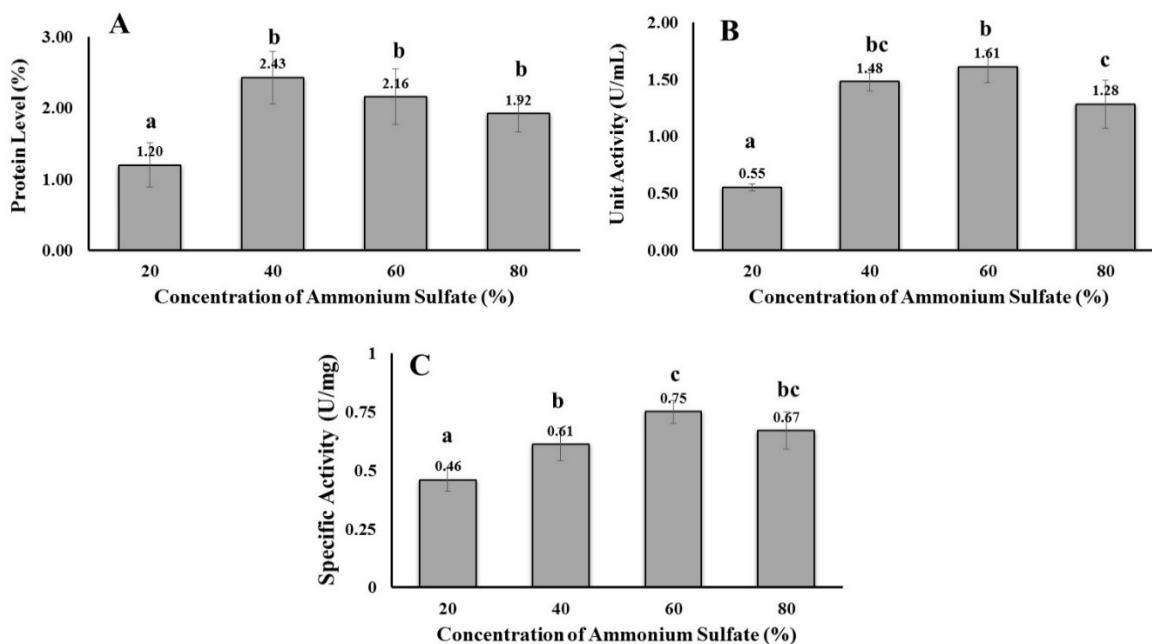 A
Protein Level (%)
3.00
2.00
1.00
0.00
a
b
b
b
1.20
2.43
2.16
1.92
20 40 60 80
Concentration of Ammonium Sulfate (%)
B
Unit Activity (U/mL)
2.00
1.50
1.00
0.50
0.00
a
bc
b
c
0.55
1.48
1.61
1.28
20 40 60 80
Concentration of Ammonium Sulfate (%)
C
Specific Activity (U/mg)
1
0.75
0.5
0.25
0
a
b
c
bc
0.46
0.61
0.75
0.67
20 40 60 80
Concentration of Ammonium Sulfate (%)